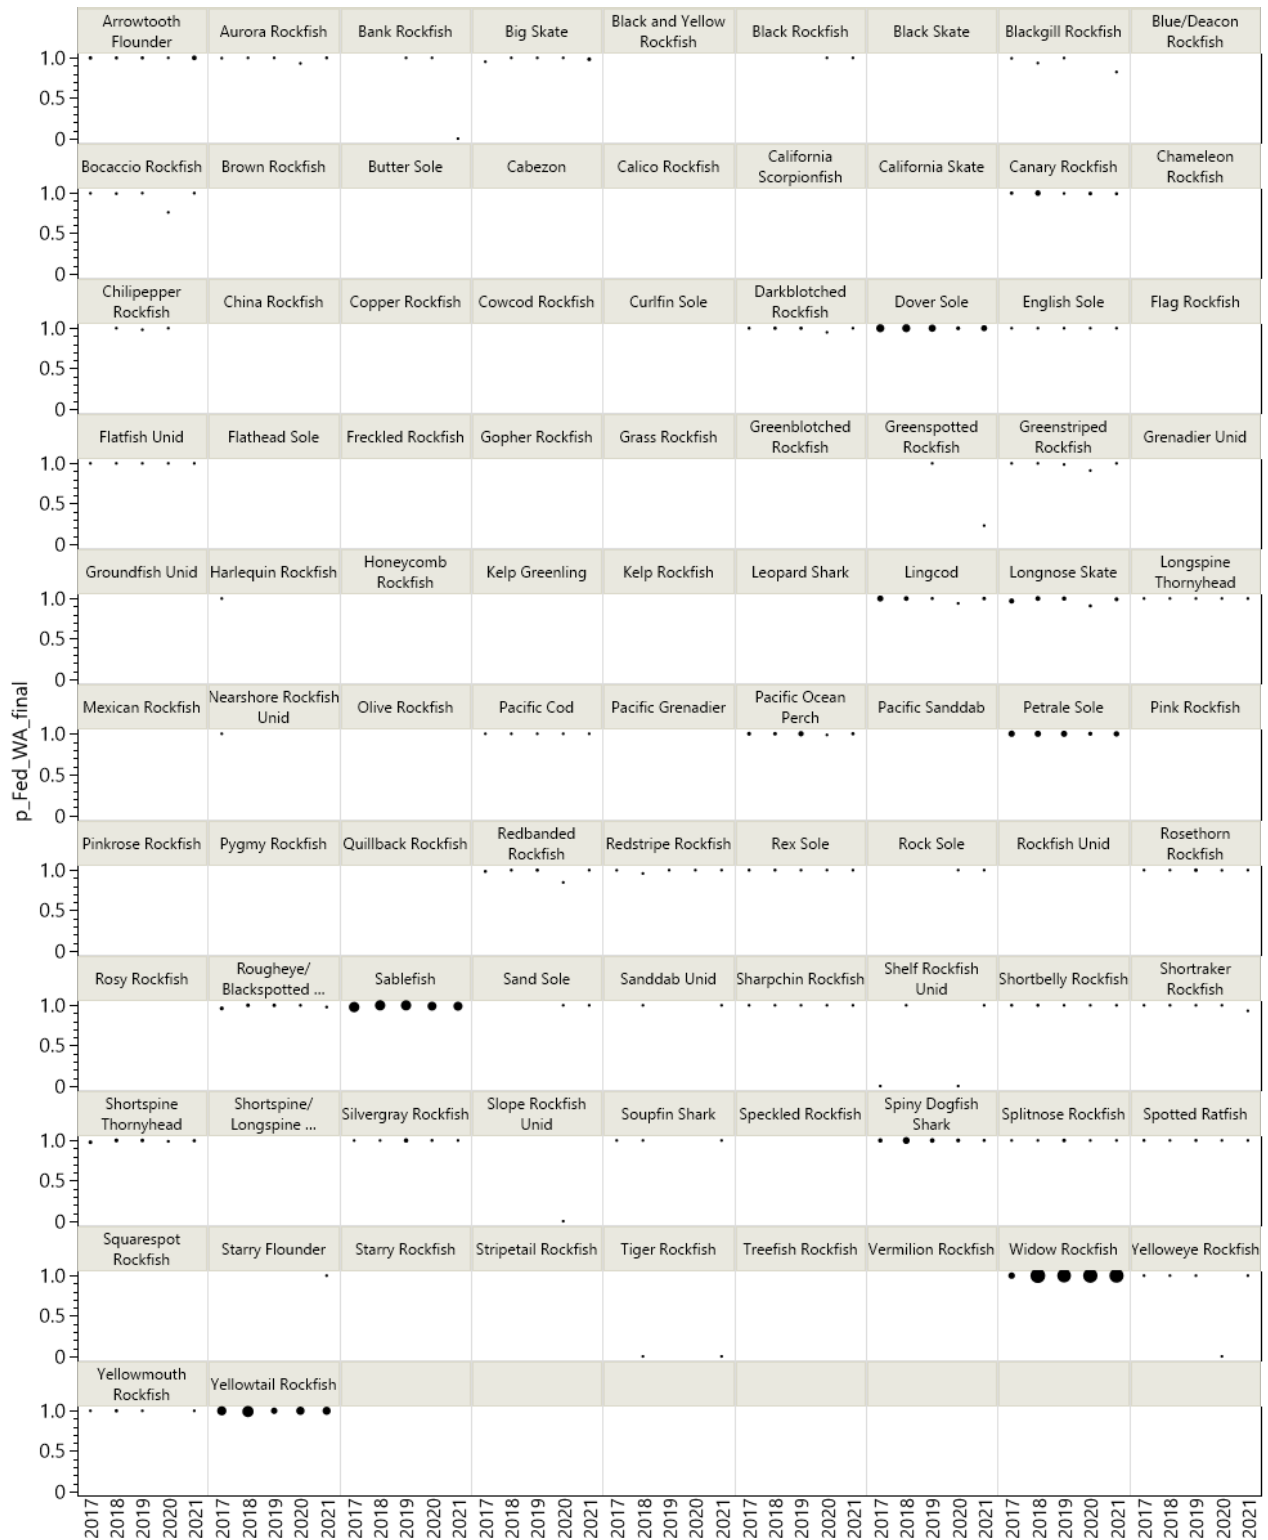 Arrowtooth
Flounder
Aurora Rockfish
Bank Rockfish
Big Skate
Black and Yellow
Rockfish
Black Rockfish
Black Skate
Blackgill Rockfish
Blue/Deacon
Rockfish
1.0
0.5
0
Bocaccio Rockfish
Brown Rockfish
Butter Sole
Cabezon
Calico Rockfish
California
Scorpionfish
California Skate
Canary Rockfish
Chameleon
Rockfish
1.0
0.5
0
Chilipepper
Rockfish
China Rockfish
Copper Rockfish
Cowcod Rockfish
Curlfin Sole
Darkblotched
Rockfish
Dover Sole
English Sole
Flag Rockfish
1.0
0.5
0
Flatfish Unid
Flathead Sole
Freckled Rockfish
Gopher Rockfish
Grass Rockfish
Greenblotched
Rockfish
Greenspotted
Rockfish
Greenstriped
Rockfish
Grenadier Unid
1.0
0.5
0
Groundfish Unid
Harlequin Rockfish
Honeycomb
Rockfish
Kelp Greenling
Kelp Rockfish
Leopard Shark
Lingcod
Longnose Skate
Longspine
Thornyhead
1.0
0.5
0
p_Fed_WA_final
Mexican Rockfish
Nearshore Rockfish
Unid
Olive Rockfish
Pacific Cod
Pacific Grenadier
Pacific Ocean
Perch
Pacific Sanddab
Petrale Sole
Pink Rockfish
1.0
0.5
0
Pinkrose Rockfish
Pygmy Rockfish
Quillback Rockfish
Redbanded
Rockfish
Redstripe Rockfish
Rex Sole
Rock Sole
Rockfish Unid
Rosethorn
Rockfish
1.0
0.5
0
Rosy Rockfish
Rougheye/
Blackspotted ...
Sablefish
Sand Sole
Sanddab Unid
Sharpchin Rockfish
Shelf Rockfish
Unid
Shortbelly Rockfish
Shortraker
Rockfish
1.0
0.5
0
Shortspine
Thornyhead
Shortspine/
Longspine ...
Silvergray Rockfish
Slope Rockfish
Unid
Soupfin Shark
Speckled Rockfish
Spiny Dogfish
Shark
Splitnose Rockfish
Spotted Ratfish
1.0
0.5
0
Squarespot
Rockfish
Starry Flounder
Starry Rockfish
Stripetail Rockfish
Tiger Rockfish
Treefish Rockfish
Vermilion Rockfish
Widow Rockfish
Yelloweye Rockfish
1.0
0.5
0
Yellowmouth
Rockfish
Yellowtail Rockfish
1.0
0.5
0
2017
2018
2019
2020
2021
2017
2018
2019
2020
2021
2017
2018
2019
2020
2021
2017
2018
2019
2020
2021
2017
2018
2019
2020
2021
2017
2018
2019
2020
2021
2017
2018
2019
2020
2021
2017
2018
2019
2020
2021
2017
2018
2019
2020
2021